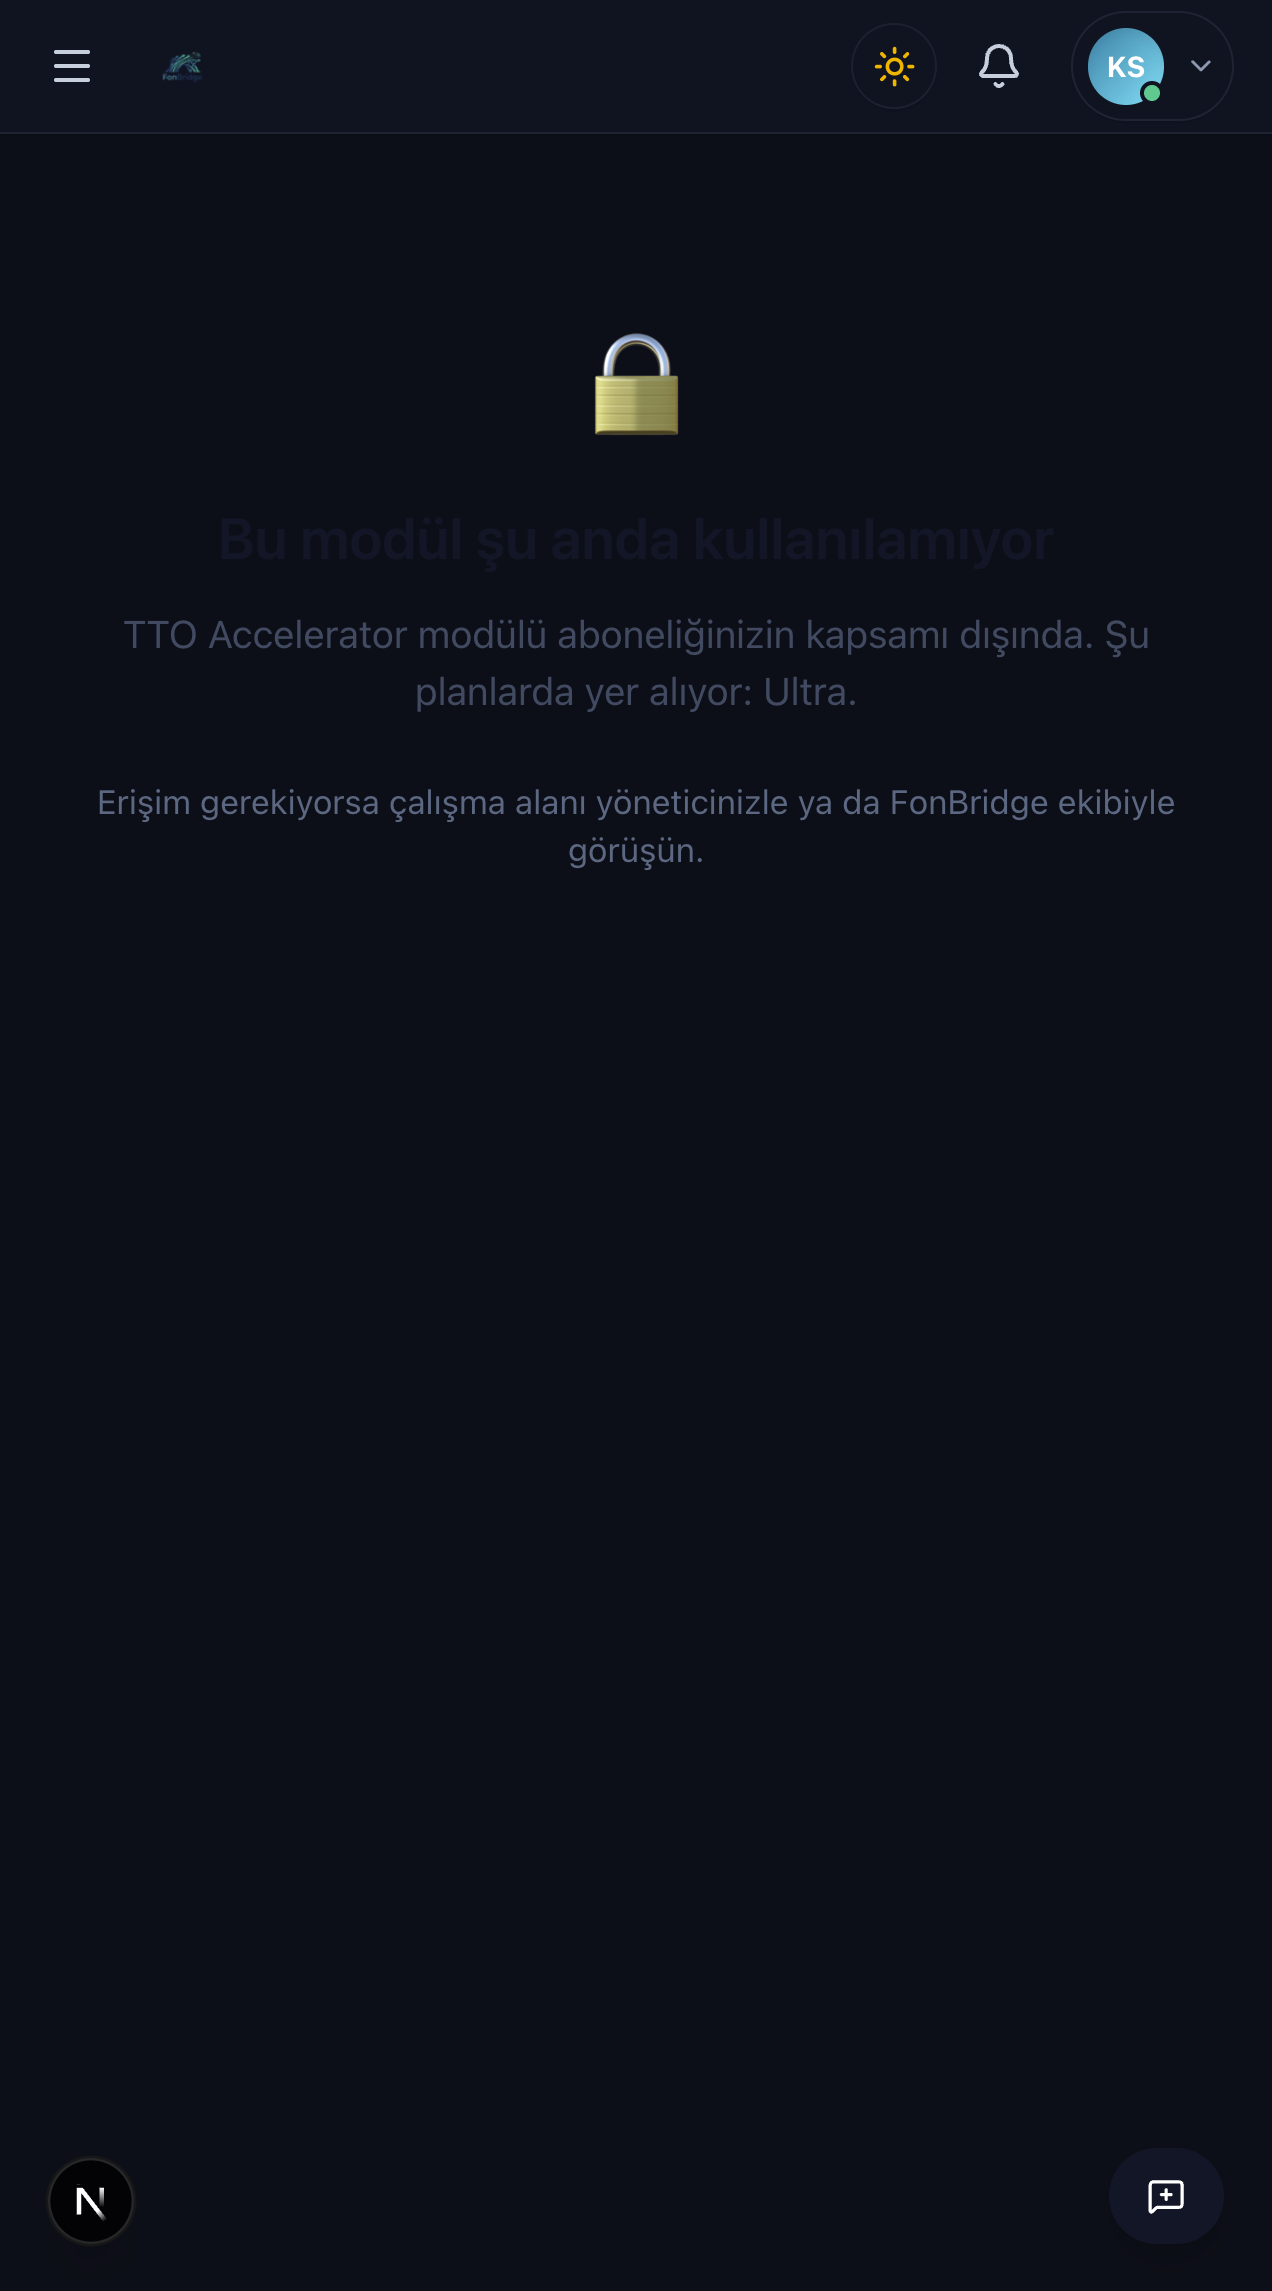 FonBridge
KS
Bu modül şu anda kullanılamıyor
TTO Accelerator modülü aboneliğinizin kapsamı dışında. Şu
planlarda yer alıyor: Ultra.
Erişim gerekiyorsa çalışma alanı yöneticinizle ya da FonBridge ekibiyle
görüşün.
N